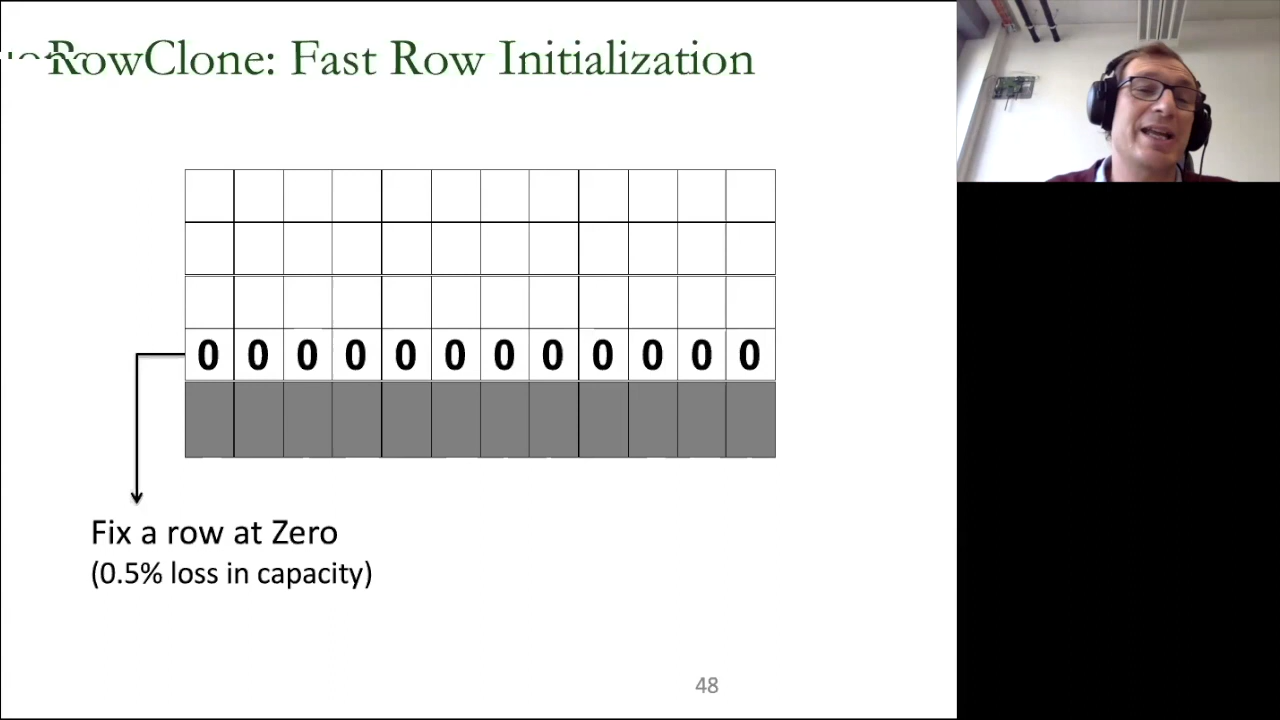 RowClone: Fast Row Initialization
0 0 0 0 0 0 0 0 0 0 0 0
Fix a row at Zero
(0.5% loss in capacity)
48